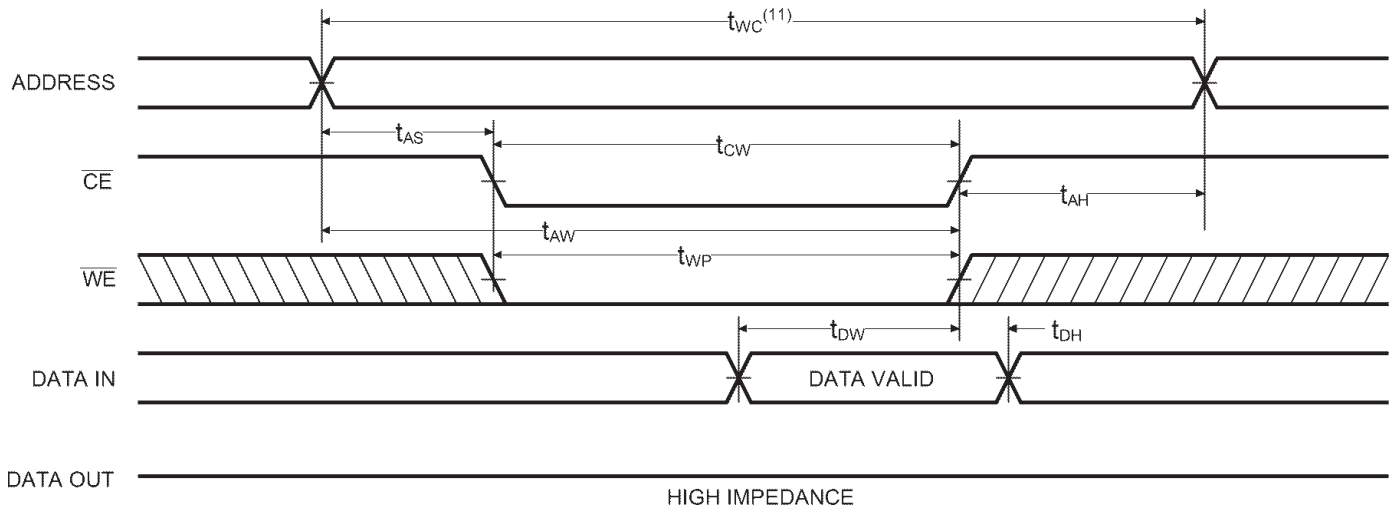 tWC(11)
ADDRESS
tAS
tCW
CE
tAH
tAW
tWP
WE
tDW
tDH
DATA IN
DATA VALID
DATA OUT
HIGH IMPEDANCE